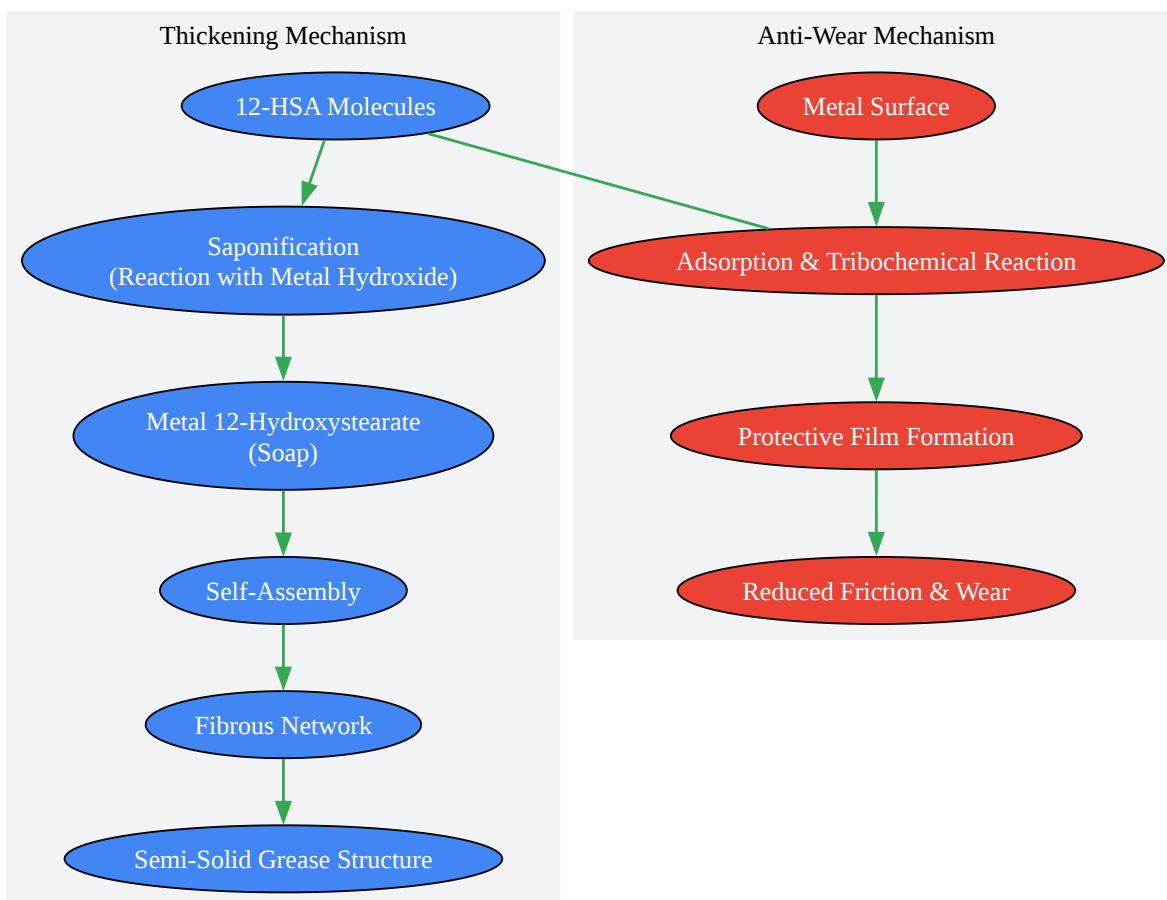 Thickening Mechanism
12-HSA Molecules
Saponification
(Reaction with Metal Hydroxide)
Metal 12-Hydroxystearate
(Soap)
Self-Assembly
Fibrous Network
Semi-Solid Grease Structure
Anti-Wear Mechanism
Metal Surface
Adsorption & Tribochemical Reaction
Protective Film Formation
Reduced Friction & Wear